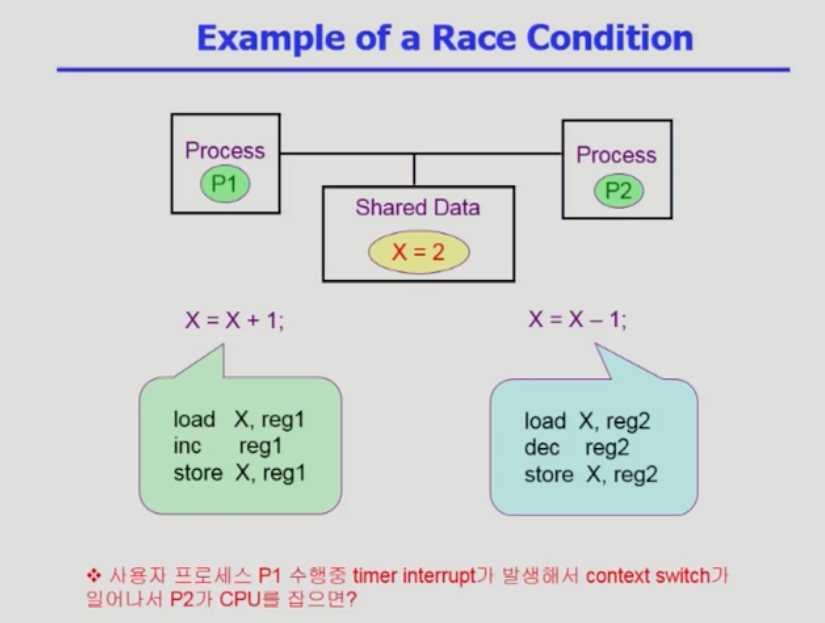 Example of a Race Condition
Process
P1
Process
P2
Shared Data
X = 2
X = X + 1;
X = X – 1;
load X, reg1
inc reg1
store X, reg1
load X, reg2
dec reg2
store X, reg2
❖ 사용자 프로세스 P1 수행중 timer interrupt가 발생해서 context switch가
일어나서 P2가 CPU를 잡으면?